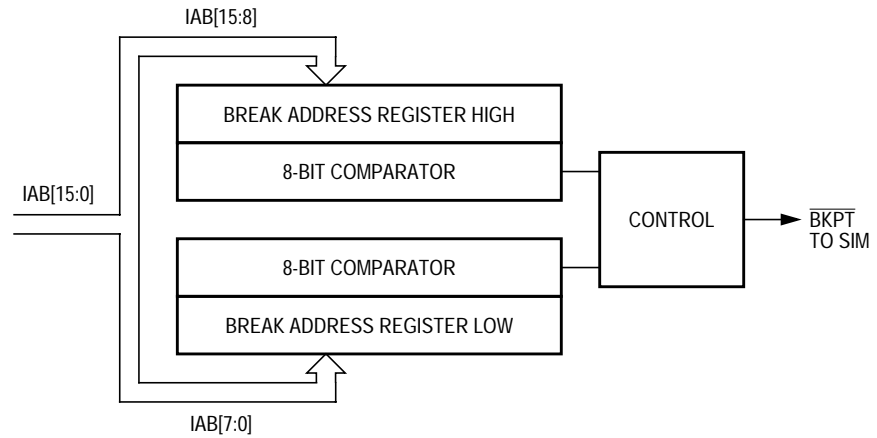 IAB[15:8]
BREAK ADDRESS REGISTER HIGH
8-BIT COMPARATOR
IAB[15:0]
CONTROL
BKPT
TO SIM
8-BIT COMPARATOR
BREAK ADDRESS REGISTER LOW
IAB[7:0]